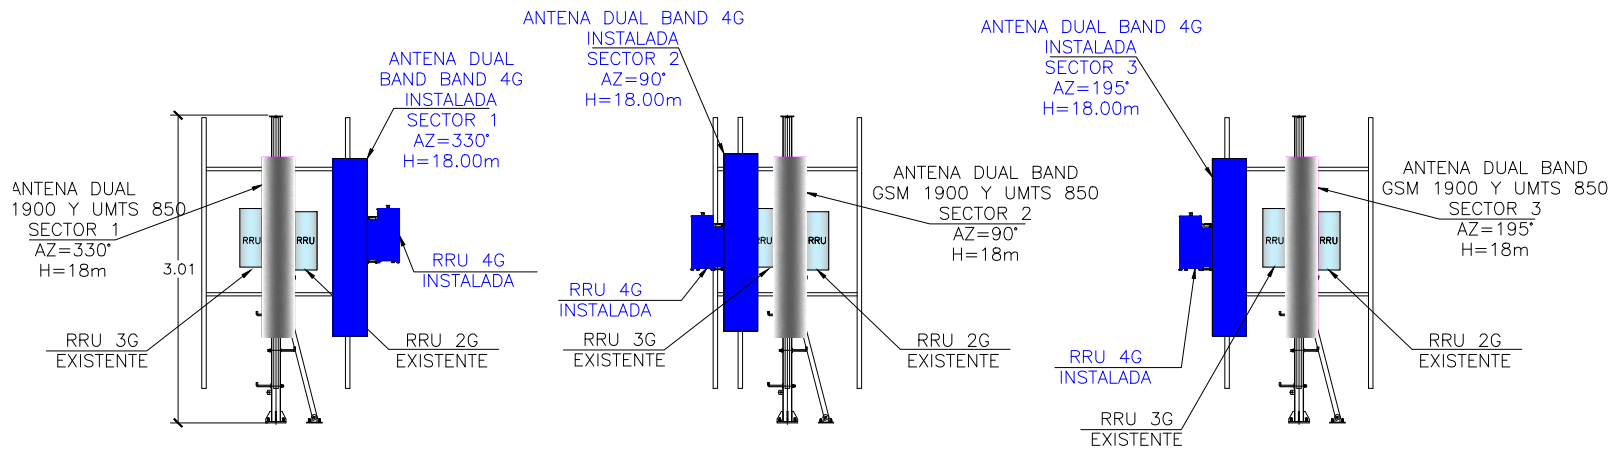 ANTENA DUAL
BAND BAND 4G
INSTALADA
SECTOR 1
AZ=330°
H=18.00m
ANTENA DUAL
1900 Y UMTS 850
SECTOR 1
AZ=330°
H=18m
3.01
RRU
RRU
RRU 4G
INSTALADA
RRU 3G
EXISTENTE
RRU 2G
EXISTENTE
ANTENA DUAL BAND 4G
INSTALADA
SECTOR 2
AZ=90°
H=18.00m
ANTENA DUAL BAND
GSM 1900 Y UMTS 850
SECTOR 2
AZ=90°
H=18m
RRU
RRU
RRU 4G
INSTALADA
RRU 3G
EXISTENTE
RRU 2G
EXISTENTE
ANTENA DUAL BAND 4G
INSTALADA
SECTOR 3
AZ=195°
H=18.00m
ANTENA DUAL BAND
GSM 1900 Y UMTS 850
SECTOR 3
AZ=195°
H=18m
RRU
RRU
RRU 4G
INSTALADA
RRU 3G
EXISTENTE
RRU 2G
EXISTENTE